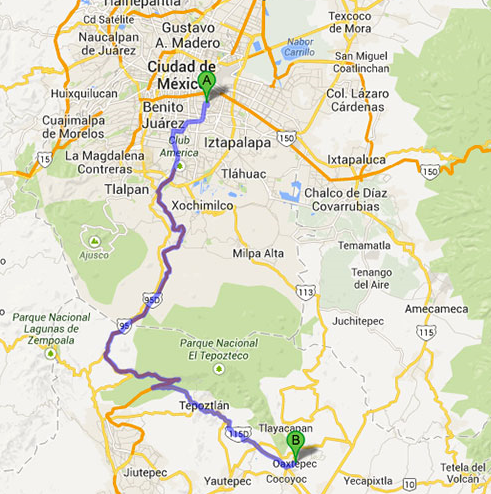 Tlalnepantla
Cd Satélite
Gustavo
A. Madero
Texcoco
de Mora
Naucalpan
de Juárez
Nabor
Carrillo
San Miguel
Coatlinchan
Ciudad de
México
A
Huixquilucan
Benito
Juárez
Col. Lázaro
Cárdenas
Cuajimalpa
de Morelos
Iztapalapa
150
Club
America
15
La Magdalena
Contreras
Ixtapaluca
150
Tláhuac
Tlalpan
Chalco de Díaz
Covarrubias
Xochimilco
Ajusco
Milpa Alta
Temamatla
Tenango
del Aire
95D
113
Amecameca
Parque Nacional
Lagunas de
Zempoala
95
Juchitepec
115
Parque Nacional
El Tepozteco
Tepoztlán
Tlayacapan
115D
B
Oaxtepec
Cocoyoc
Jiutepec
Yautepec
Yecapixtla
10
Tetela del
Volcán